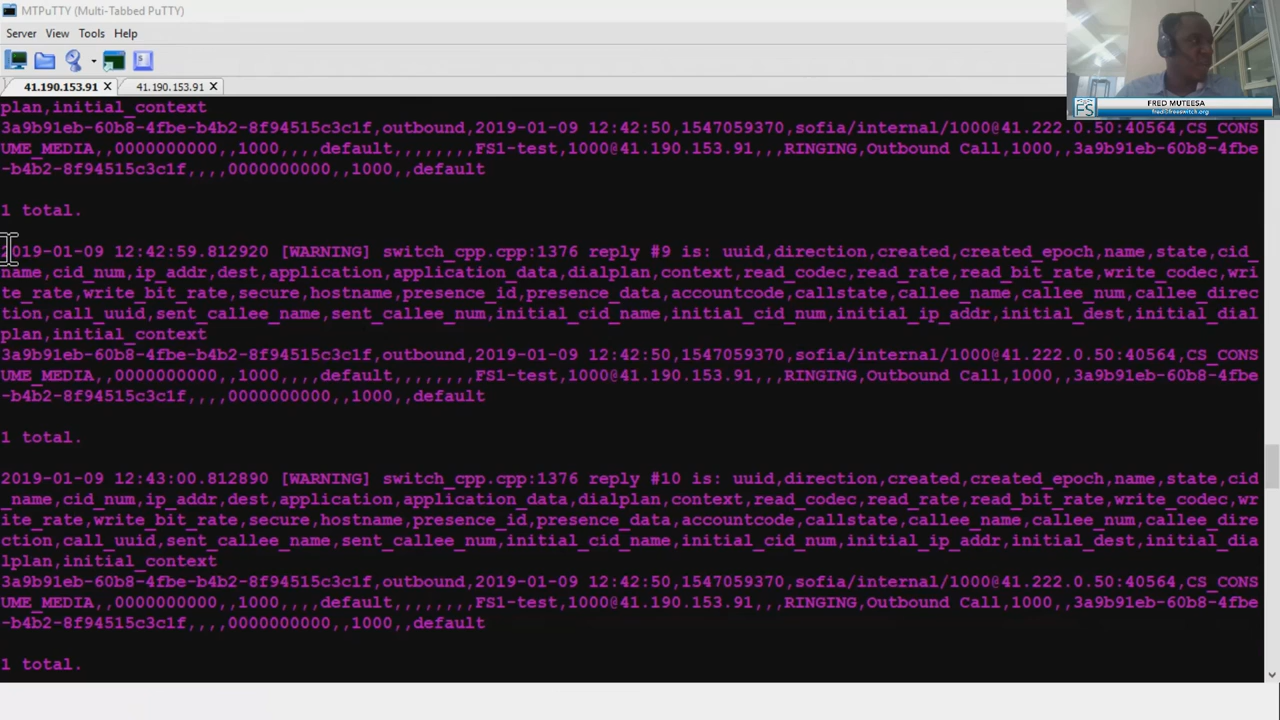 MTPuTTY (Multi-Tabbed PuTTY)
Server View Tools Help
41.190.153.91 41.190.153.91
FRED MUTEESA
fred@freeswitch.org
FS
plan,initial_context
3a9b91eb-60b8-4fbe-b4b2-8f94515c3c1f,outbound,2019-01-09 12:42:50,1547059370,sofia/internal/1000@41.222.0.50:40564,CS_CONS
UME_MEDIA,,0000000000,,1000,,,,default,,,,,,,,FS1-test,1000@41.190.153.91,,,RINGING,Outbound Call,1000,,3a9b91eb-60b8-4fbe
-b4b2-8f94515c3c1f,,,,0000000000,,1000,,default
1 total.
2019-01-09 12:42:59.812920 [WARNING] switch_cpp.cpp:1376 reply #9 is: uuid,direction,created,created_epoch,name,state,cid_
name,cid_num,ip_addr,dest,application,application_data,dialplan,context,read_codec,read_rate,read_bit_rate,write_codec,wri
te_rate,write_bit_rate,secure,hostname,presence_id,presence_data,accountcode,callstate,callee_name,callee_num,callee_direc
tion,call_uuid,sent_callee_name,sent_callee_num,initial_cid_name,initial_cid_num,initial_ip_addr,initial_dest,initial_dial
plan,initial_context
3a9b91eb-60b8-4fbe-b4b2-8f94515c3c1f,outbound,2019-01-09 12:42:50,1547059370,sofia/internal/1000@41.222.0.50:40564,CS_CONS
UME_MEDIA,,0000000000,,1000,,,,default,,,,,,,,FS1-test,1000@41.190.153.91,,,RINGING,Outbound Call,1000,,3a9b91eb-60b8-4fbe
-b4b2-8f94515c3c1f,,,,0000000000,,1000,,default
1 total.
2019-01-09 12:43:00.812890 [WARNING] switch_cpp.cpp:1376 reply #10 is: uuid,direction,created,created_epoch,name,state,cid
_name,cid_num,ip_addr,dest,application,application_data,dialplan,context,read_codec,read_rate,read_bit_rate,write_codec,wr
ite_rate,write_bit_rate,secure,hostname,presence_id,presence_data,accountcode,callstate,callee_name,callee_num,callee_dire
ction,call_uuid,sent_callee_name,sent_callee_num,initial_cid_name,initial_cid_num,initial_ip_addr,initial_dest,initial_dia
lplan,initial_context
3a9b91eb-60b8-4fbe-b4b2-8f94515c3c1f,outbound,2019-01-09 12:42:50,1547059370,sofia/internal/1000@41.222.0.50:40564,CS_CONS
UME_MEDIA,,0000000000,,1000,,,,default,,,,,,,,FS1-test,1000@41.190.153.91,,,RINGING,Outbound Call,1000,,3a9b91eb-60b8-4fbe
-b4b2-8f94515c3c1f,,,,0000000000,,1000,,default
1 total.